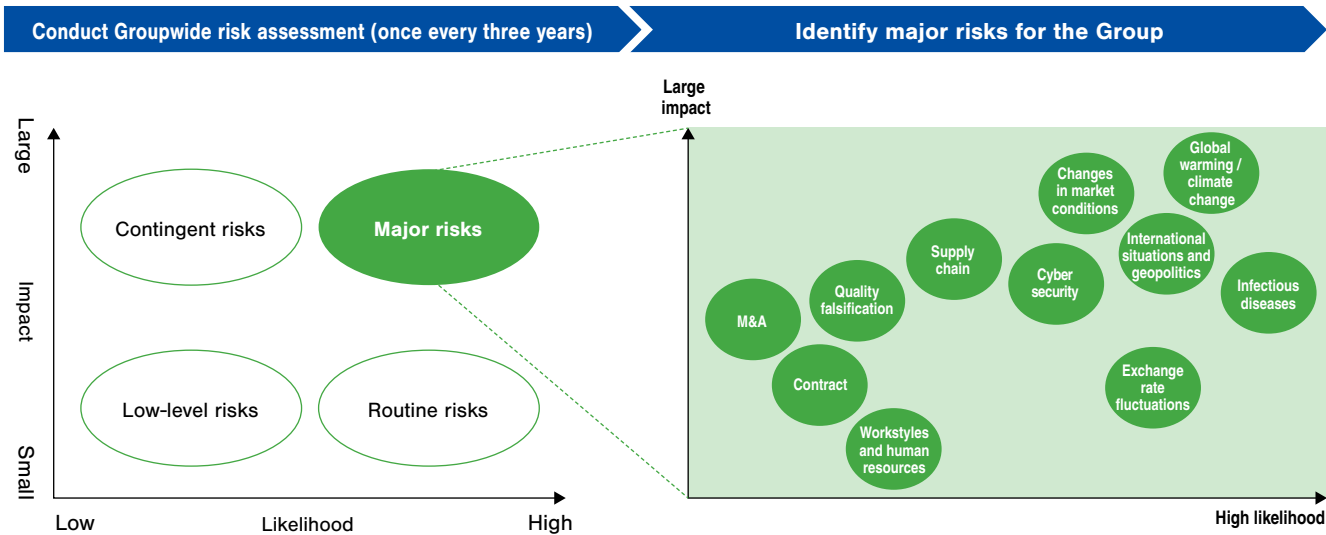 Conduct Groupwide risk assessment (once every three years)
Identify major risks for the Group
Large
Impact
Small
Contingent risks
Major risks
Low-level risks
Routine risks
Low
Likelihood
High
Large
impact
Global
warming /
climate
change
Changes
in market
conditions
International
situations and
geopolitics
Supply
chain
Cyber
security
Infectious
diseases
Quality
falsification
M&A
Contract
Exchange
rate
fluctuations
Workstyles
and human
resources
High likelihood